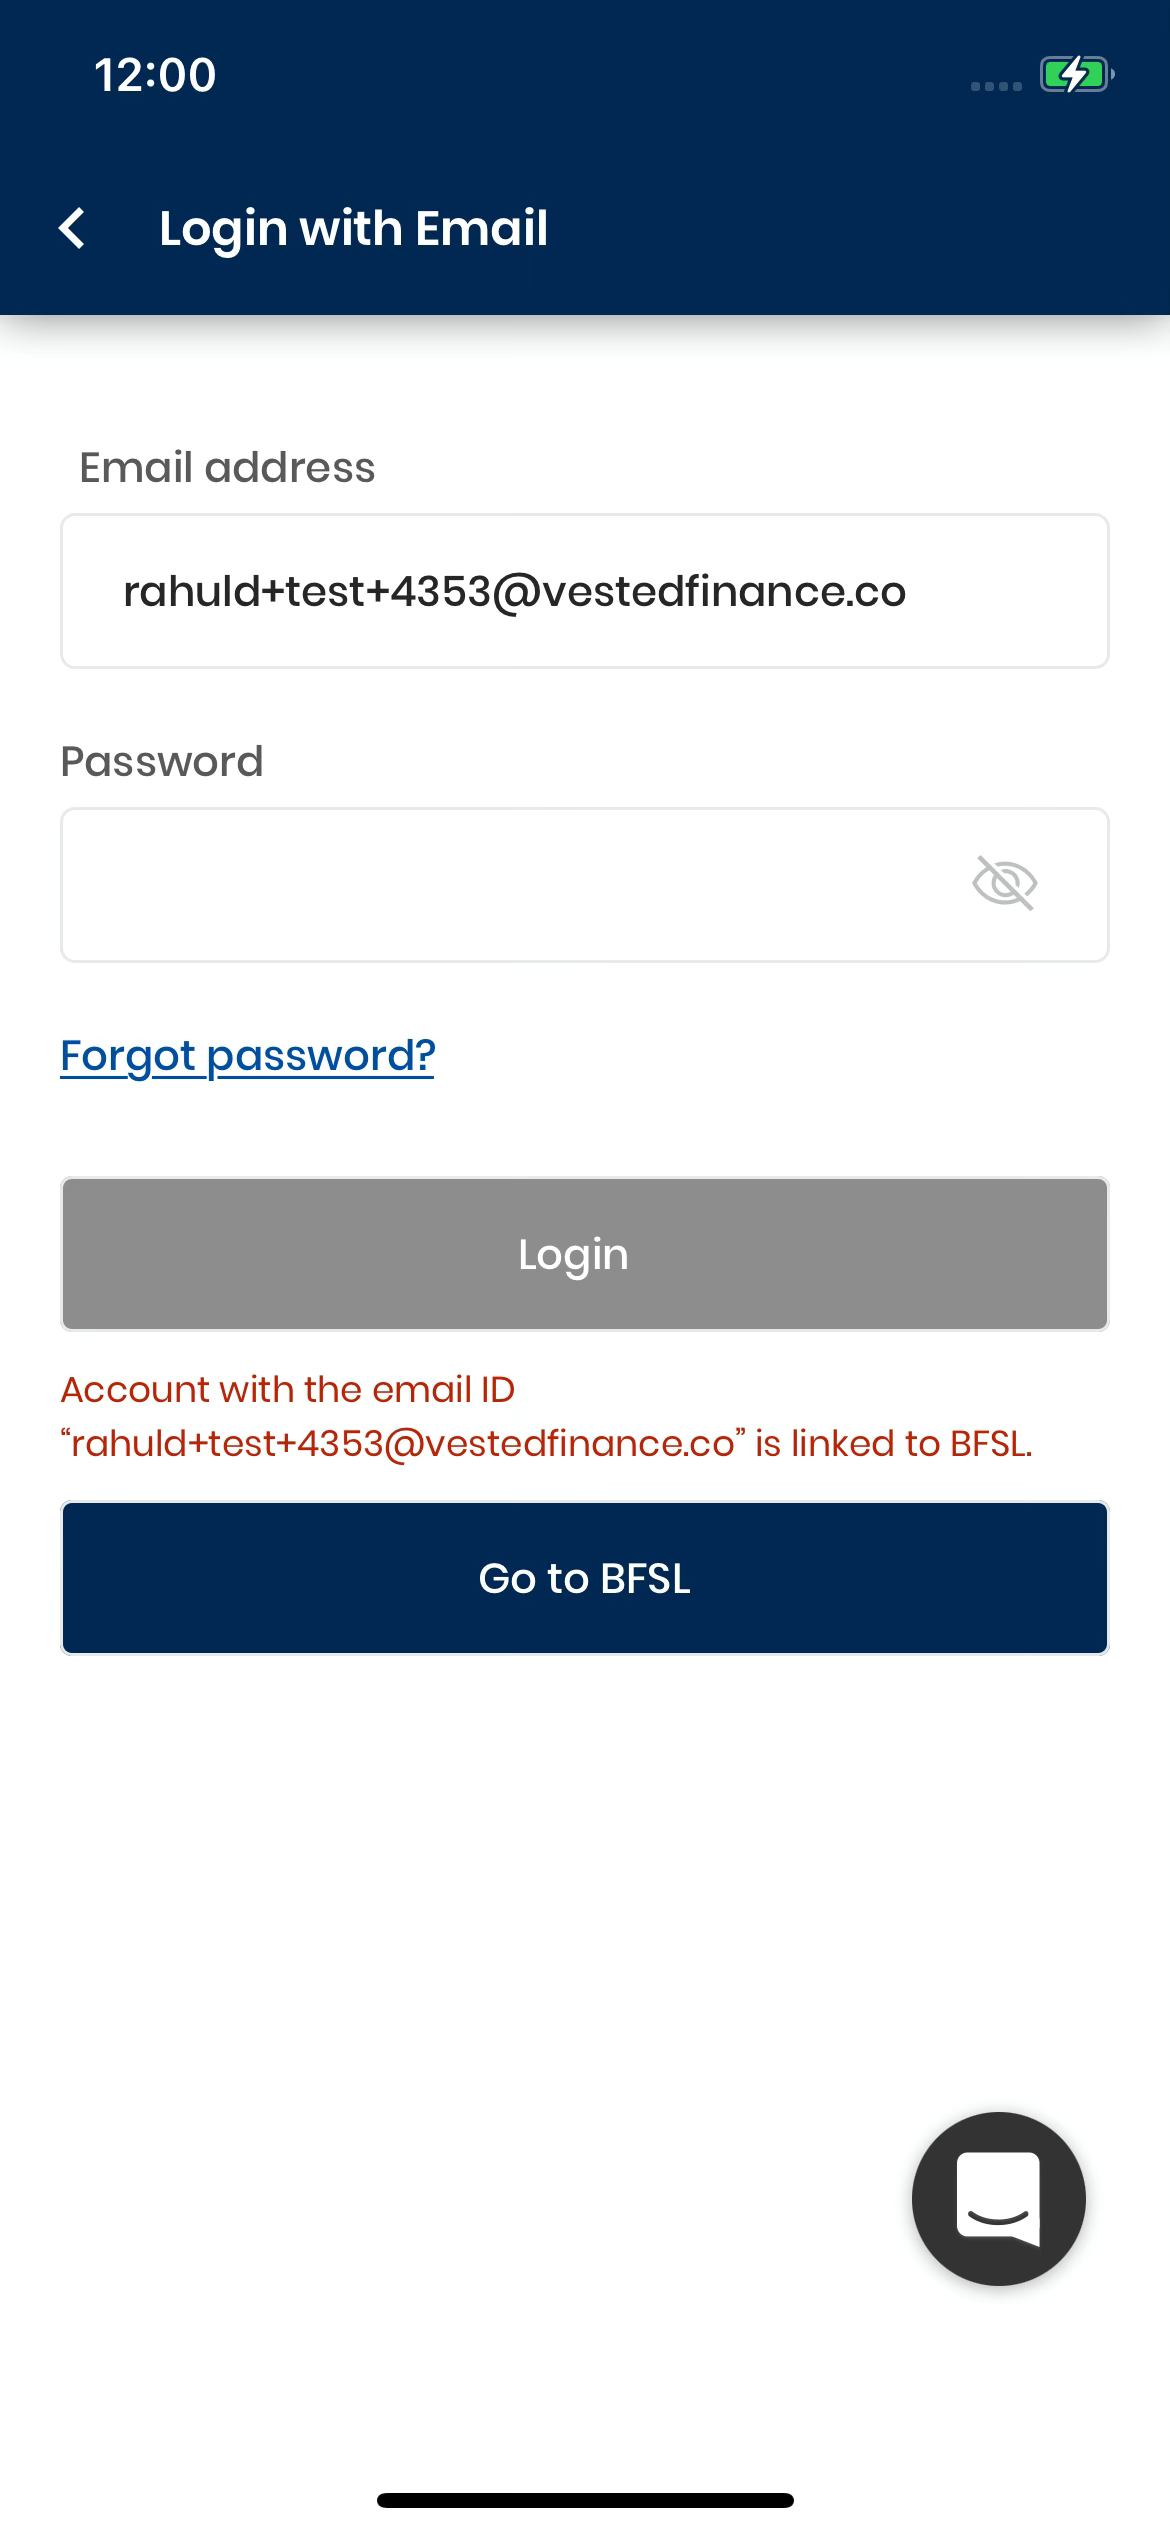 12:00
Login with Email
Email address
rahuld+test+4353@vestedfinance.co
Password
Forgot password?
Login
Account with the email ID
“rahuld+test+4353@vestedfinance.co” is linked to BFSL.
Go to BFSL